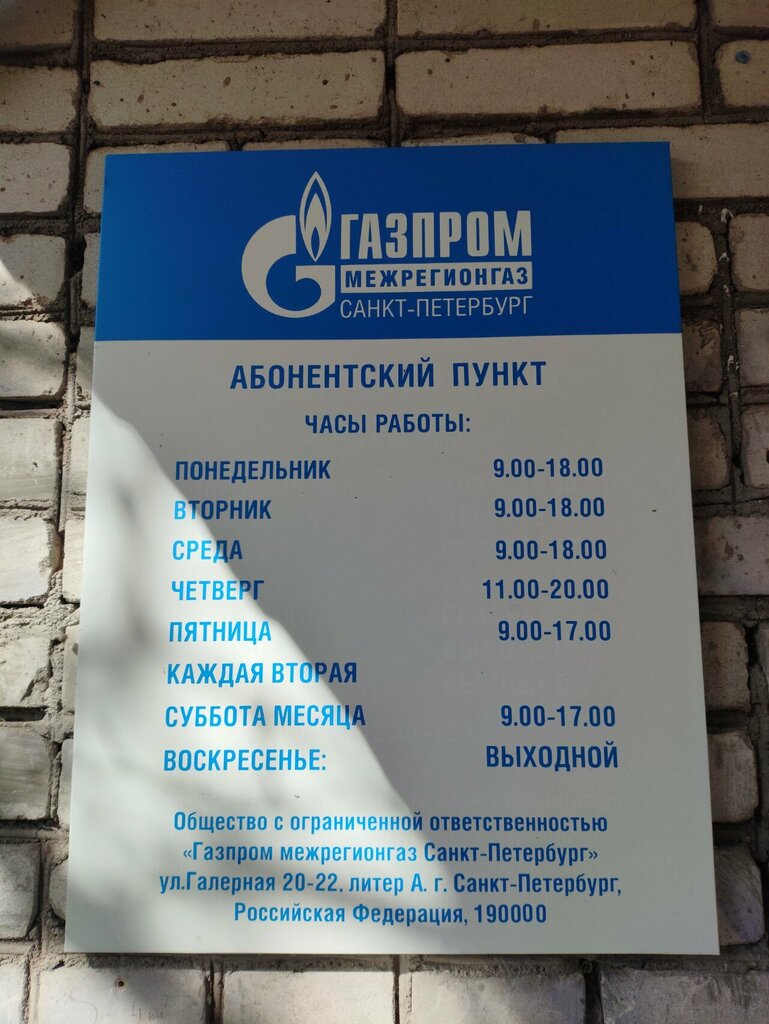 ГАЗПРОМ
МЕЖРЕГИОНГАЗ
САНКТ-ПЕТЕРБУРГ
АБОНЕНТСКИЙ ПУНКТ
ЧАСЫ РАБОТЫ:
ПОНЕДЕЛЬНИК 9.00-18.00
ВТОРНИК 9.00-18.00
СРЕДА 9.00-18.00
ЧЕТВЕРГ 11.00-20.00
ПЯТНИЦА 9.00-17.00
КАЖДАЯ ВТОРАЯ
СУББОТА МЕСЯЦА 9.00-17.00
ВОСКРЕСЕНЬЕ: ВЫХОДНОЙ
Общество с ограниченной ответственностью
«Газпром межрегионгаз Санкт-Петербург»
ул.Галерная 20-22. литер А. г. Санкт-Петербург,
Российская Федерация, 190000